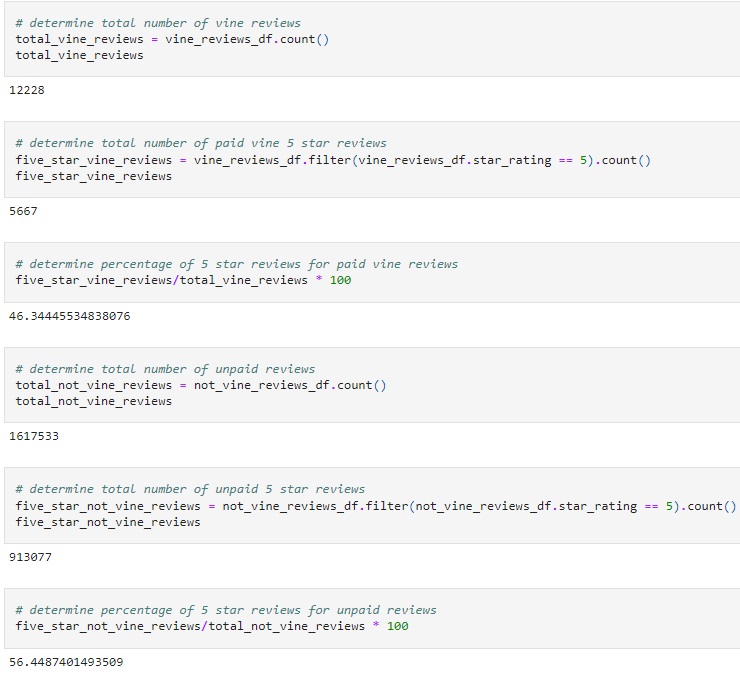 # determine total number of vine reviews
total_vine_reviews = vine_reviews_df.count()
total_vine_reviews
12228
# determine total number of paid vine 5 star reviews
five_star_vine_reviews = vine_reviews_df.filter(vine_reviews_df.star_rating == 5).count()
five_star_vine_reviews
5667
# determine percentage of 5 star reviews for paid vine reviews
five_star_vine_reviews/total_vine_reviews * 100
46.34445534838076
# determine total number of unpaid reviews
total_not_vine_reviews = not_vine_reviews_df.count()
total_not_vine_reviews
1617533
# determine total number of unpaid 5 star reviews
five_star_not_vine_reviews = not_vine_reviews_df.filter(not_vine_reviews_df.star_rating == 5).count()
five_star_not_vine_reviews
913077
# determine percentage of 5 star reviews for unpaid reviews
five_star_not_vine_reviews/total_not_vine_reviews * 100
56.4487401493509